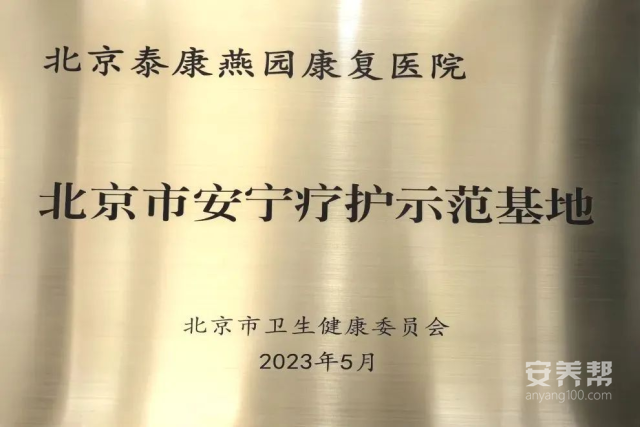 北京泰康燕园康复医院
北京市安宁疗护示范基地
北京市卫生健康委员会
2023年5月
安养帮
anyang100.com